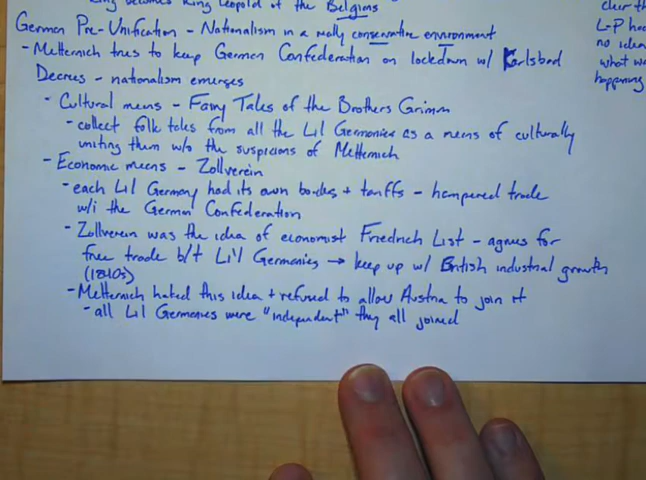 King becomes King Leopold of the Belgians
German Pre-Unification - Nationalism in a really conservative environment
- Metternich tries to keep German Confederation on lockdown w/ Karlsbad
Decrees - nationalism emerges
- Cultural means - Fairy Tales of the Brothers Grimm
- collect folk tales from all the Lil Germanies as a means of culturally
uniting them w/o the suspicions of Metternich
- Economic means - Zollverein
- each Lil Germany had its own borders + tariffs - hampered trade
w/i the German Confederation
- Zollverein was the idea of economist Friedrich List - agrues for
free trade b/t Li'l Germanies → keep up w/ British industrial growth
(1840s)
- Metternich hated this idea + refused to allow Austria to join it
- all Lil Germanies were "independent" they all joined
clear th
L-P had
no idea
what wa
happening